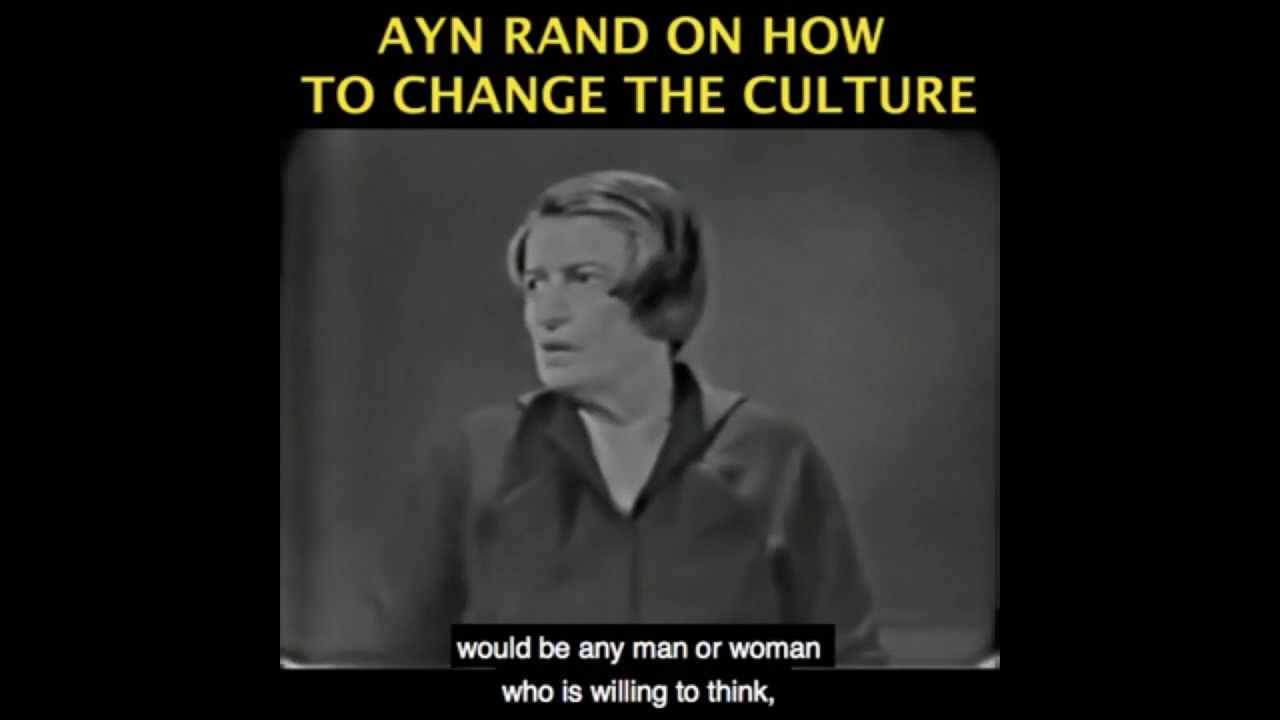 AYN RAND ON HOW
TO CHANGE THE CULTURE
would be any man or woman
who is willing to think,